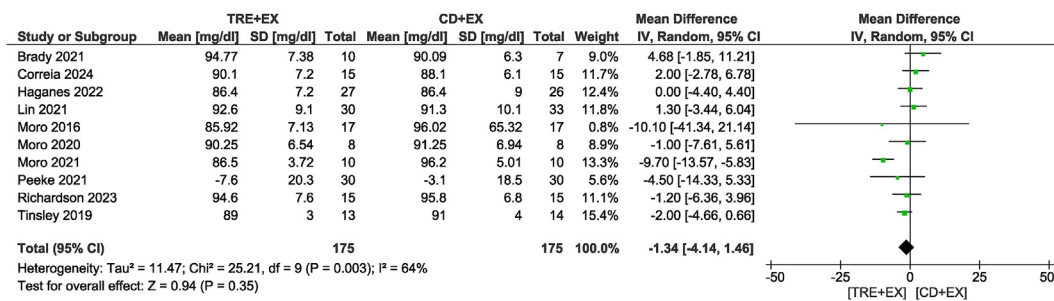 TRE+EX CD+EX Mean Difference Mean Difference
Study or Subgroup Mean [mg/dl] SD [mg/dl] Total Mean [mg/dl] SD [mg/dl] Total Weight IV, Random, 95% CI IV, Random, 95% CI
Brady 2021 94.77 7.38 10 90.09 6.3 7 9.0% 4.68 [-1.85, 11.21]
Correia 2024 90.1 7.2 15 88.1 6.1 15 11.7% 2.00 [-2.78, 6.78]
Haganes 2022 86.4 7.2 27 86.4 9 26 12.4% 0.00 [-4.40, 4.40]
Lin 2021 92.6 9.1 30 91.3 10.1 33 11.8% 1.30 [-3.44, 6.04]
Moro 2016 85.92 7.13 17 96.02 65.32 17 0.8% -10.10 [-41.34, 21.14]
Moro 2020 90.25 6.54 8 91.25 6.94 8 8.9% -1.00 [-7.61, 5.61]
Moro 2021 86.5 3.72 10 96.2 5.01 10 13.3% -9.70 [-13.57, -5.83]
Peeke 2021 -7.6 20.3 30 -3.1 18.5 30 5.6% -4.50 [-14.33, 5.33]
Richardson 2023 94.6 7.6 15 95.8 6.8 15 11.1% -1.20 [-6.36, 3.96]
Tinsley 2019 89 3 13 91 4 14 15.4% -2.00 [-4.66, 0.66]
Total (95% CI) 175 175 100.0% -1.34 [-4.14, 1.46]
Heterogeneity: Tau² = 11.47; Chi² = 25.21, df = 9 (P = 0.003); I² = 64%
Test for overall effect: Z = 0.94 (P = 0.35)
-50 -25 0 25 50
[TRE+EX] [CD+EX]